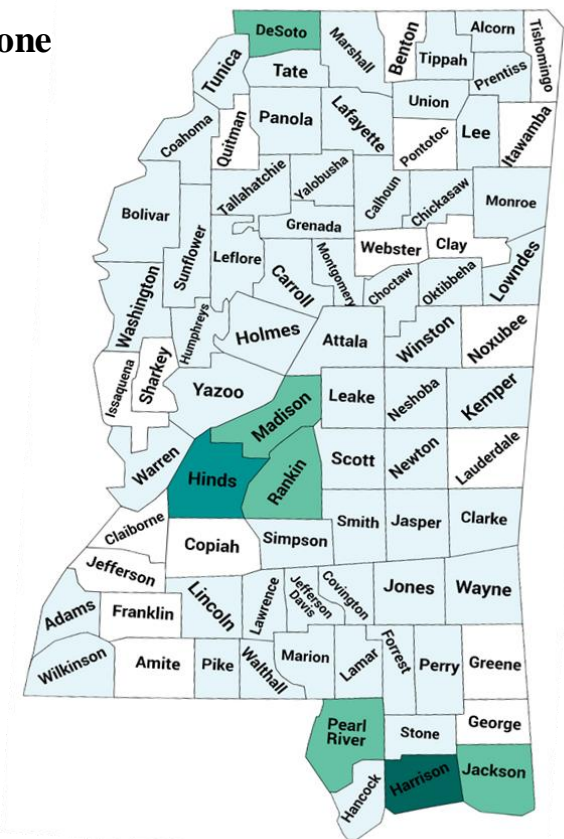 one
DeSoto
Marshall
Benton
Tippah
Alcorn
Tishomingo
Tunica
Tate
Prentiss
Union
Panola
Lafayette
Coahoma
Quitman
Pontotoc
Lee
Itawamba
Tallahatchie
Yalobusha
Calhoun
Chickasaw
Monroe
Bolivar
Sunflower
Grenada
Leflore
Webster
Clay
Montgomery
Carroll
Choctaw
Oktibbeha
Lowndes
Washington
Humphreys
Holmes
Attala
Winston
Noxubee
Issaquena
Sharkey
Yazoo
Madison
Leake
Neshoba
Kemper
Warren
Hinds
Rankin
Scott
Newton
Lauderdale
Claiborne
Copiah
Simpson
Smith
Jasper
Clarke
Jefferson
Adams
Franklin
Lincoln
Lawrence
Jefferson
Davis
Covington
Jones
Wayne
Wilkinson
Amite
Pike
Walthall
Marion
Lamar
Forrest
Perry
Greene
Pearl
River
Stone
George
Hancock
Harrison
Jackson